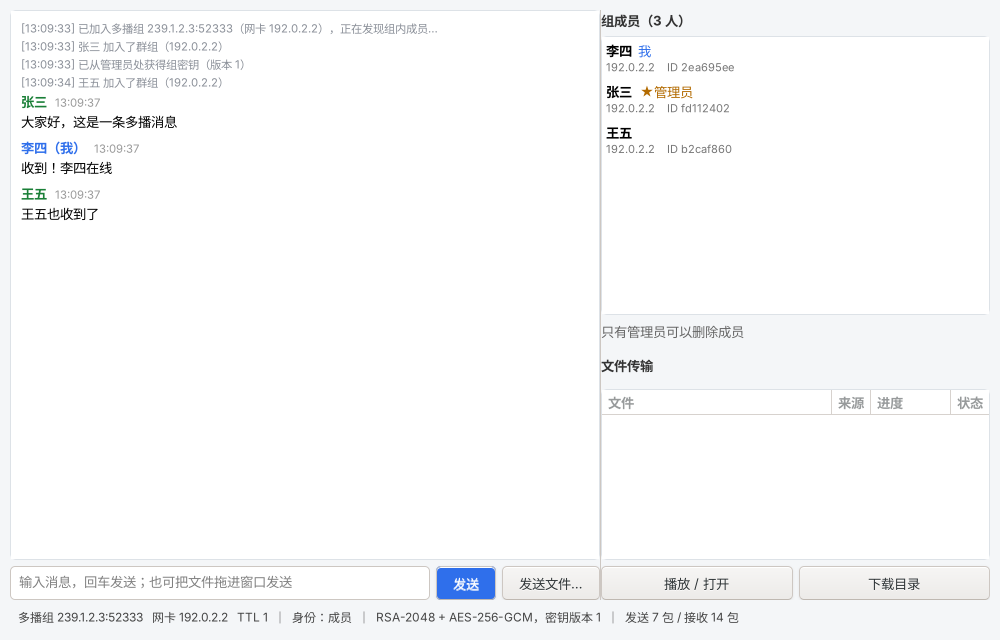 [13:09:33] 已加入多播组 239.1.2.3:52333（网卡 192.0.2.2），正在发现组内成员...
[13:09:33] 张三 加入了群组（192.0.2.2）
[13:09:33] 已从管理员处获得组密钥（版本 1）
[13:09:34] 王五 加入了群组（192.0.2.2）
张三 13:09:37
大家好，这是一条多播消息
李四（我） 13:09:37
收到！李四在线
王五 13:09:37
王五也收到了
输入消息，回车发送；也可把文件拖进窗口发送
发送
发送文件...
组成员（3 人）
李四 我
192.0.2.2 ID 2ea695ee
张三 ★管理员
192.0.2.2 ID fd112402
王五
192.0.2.2 ID b2caf860
只有管理员可以删除成员
文件传输
文件 来源 进度 状态
播放 / 打开
下载目录
多播组 239.1.2.3:52333 网卡 192.0.2.2 TTL 1 | 身份：成员 | RSA-2048 + AES-256-GCM，密钥版本 1 | 发送 7 包 / 接收 14 包